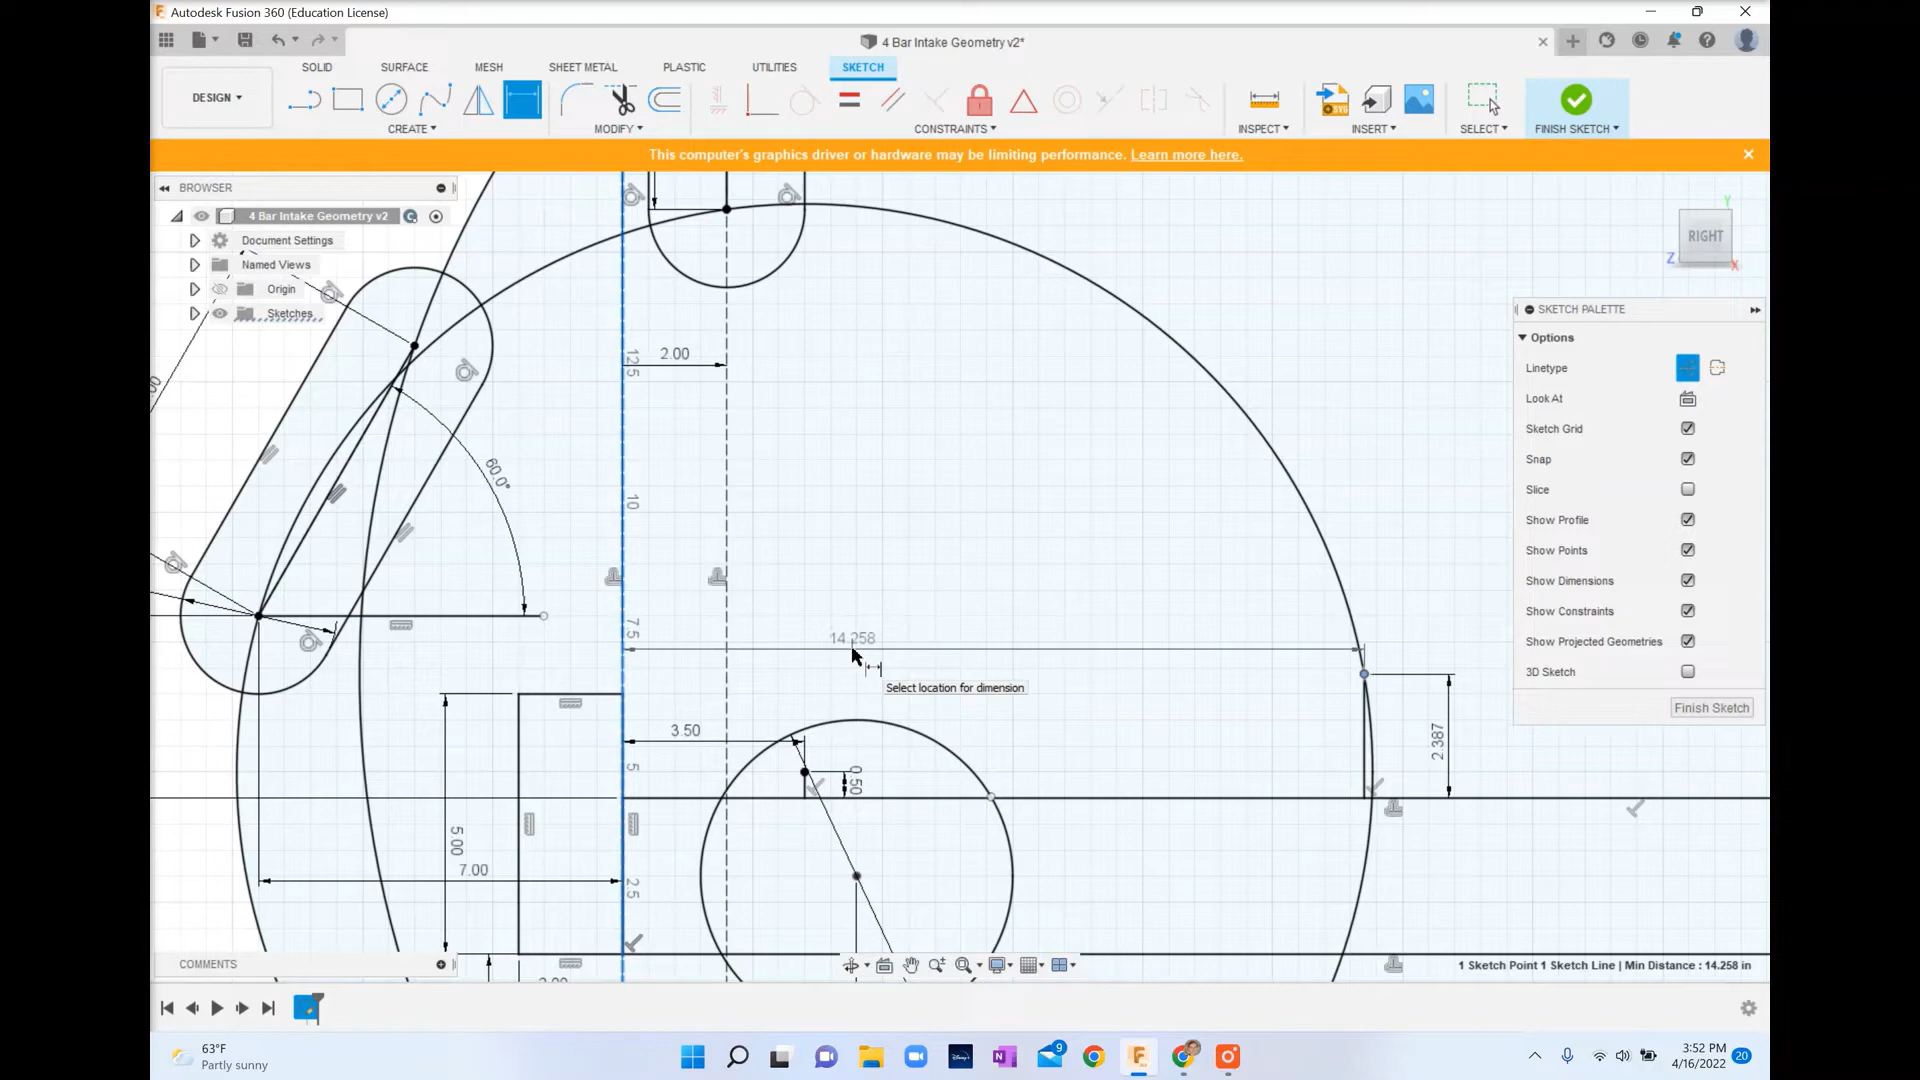 Autodesk Fusion 360 (Education License)
4 Bar Intake Geometry v2*
DESIGN
SOLID
SURFACE
MESH
SHEET METAL
PLASTIC
UTILITIES
SKETCH
CREATE
MODIFY
CONSTRAINTS
INSPECT
INSERT
SELECT
FINISH SKETCH
This computer's graphics driver or hardware may be limiting performance. Learn more here.
BROWSER
4 Bar Intake Geometry v2
Document Settings
Named Views
Origin
Sketches
RIGHT
Y
Z
X
SKETCH PALETTE
Options
Linetype
Look At
Sketch Grid
Snap
Slice
Show Profile
Show Points
Show Dimensions
Show Constraints
Show Projected Geometries
3D Sketch
Finish Sketch
2.00
12.5
60.0°
10
7.5
14.258
Select location for dimension
3.50
5
0.50
2.387
5.00
7.00
2.5
COMMENTS
1 Sketch Point 1 Sketch Line | Min Distance : 14.258 in
63°F
Partly sunny
Disney+
9
3:52 PM
4/16/2022
20